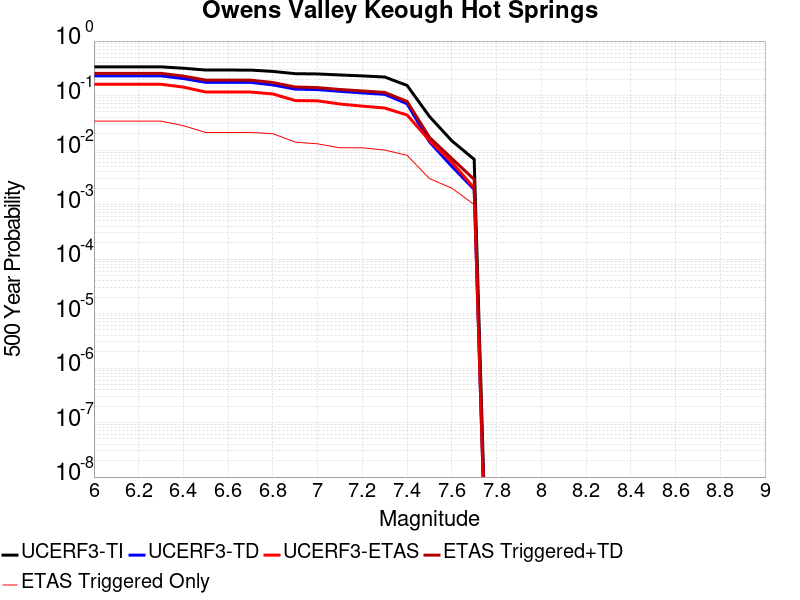 Owens Valley Keough Hot Springs
10^0
10^-1
10^-2
10^-3
10^-4
10^-5
10^-6
10^-7
10^-8
500 Year Probability
6 6.2 6.4 6.6 6.8 7 7.2 7.4 7.6 7.8 8 8.2 8.4 8.6 8.8 9
Magnitude
UCERF3-TI UCERF3-TD UCERF3-ETAS ETAS Triggered+TD
ETAS Triggered Only